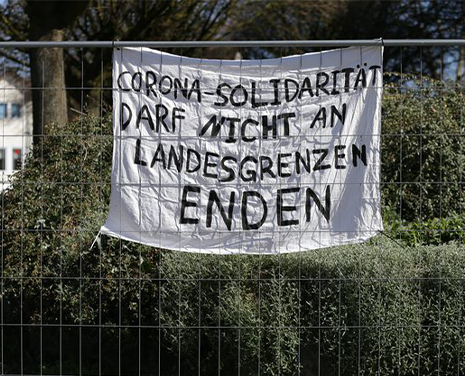 CORONA-SOLIDARITÄT
DARF NICHT AN
LANDESGRENZEN
ENDEN